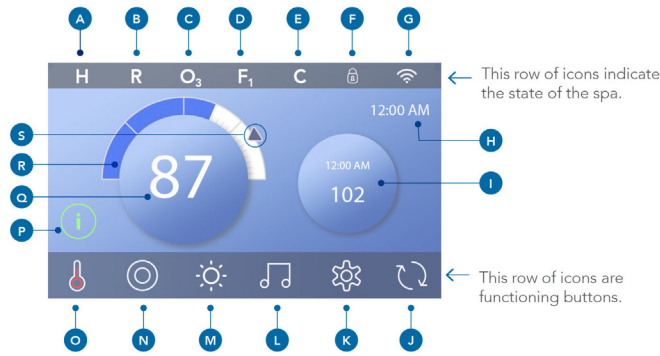 A B C D E F G
H R O₃ F₁ C
This row of icons indicate
the state of the spa.
12:00 AM
S
H
R
12:00 AM
87
102
I
Q
i
P
This row of icons are
functioning buttons.
O N M L K J